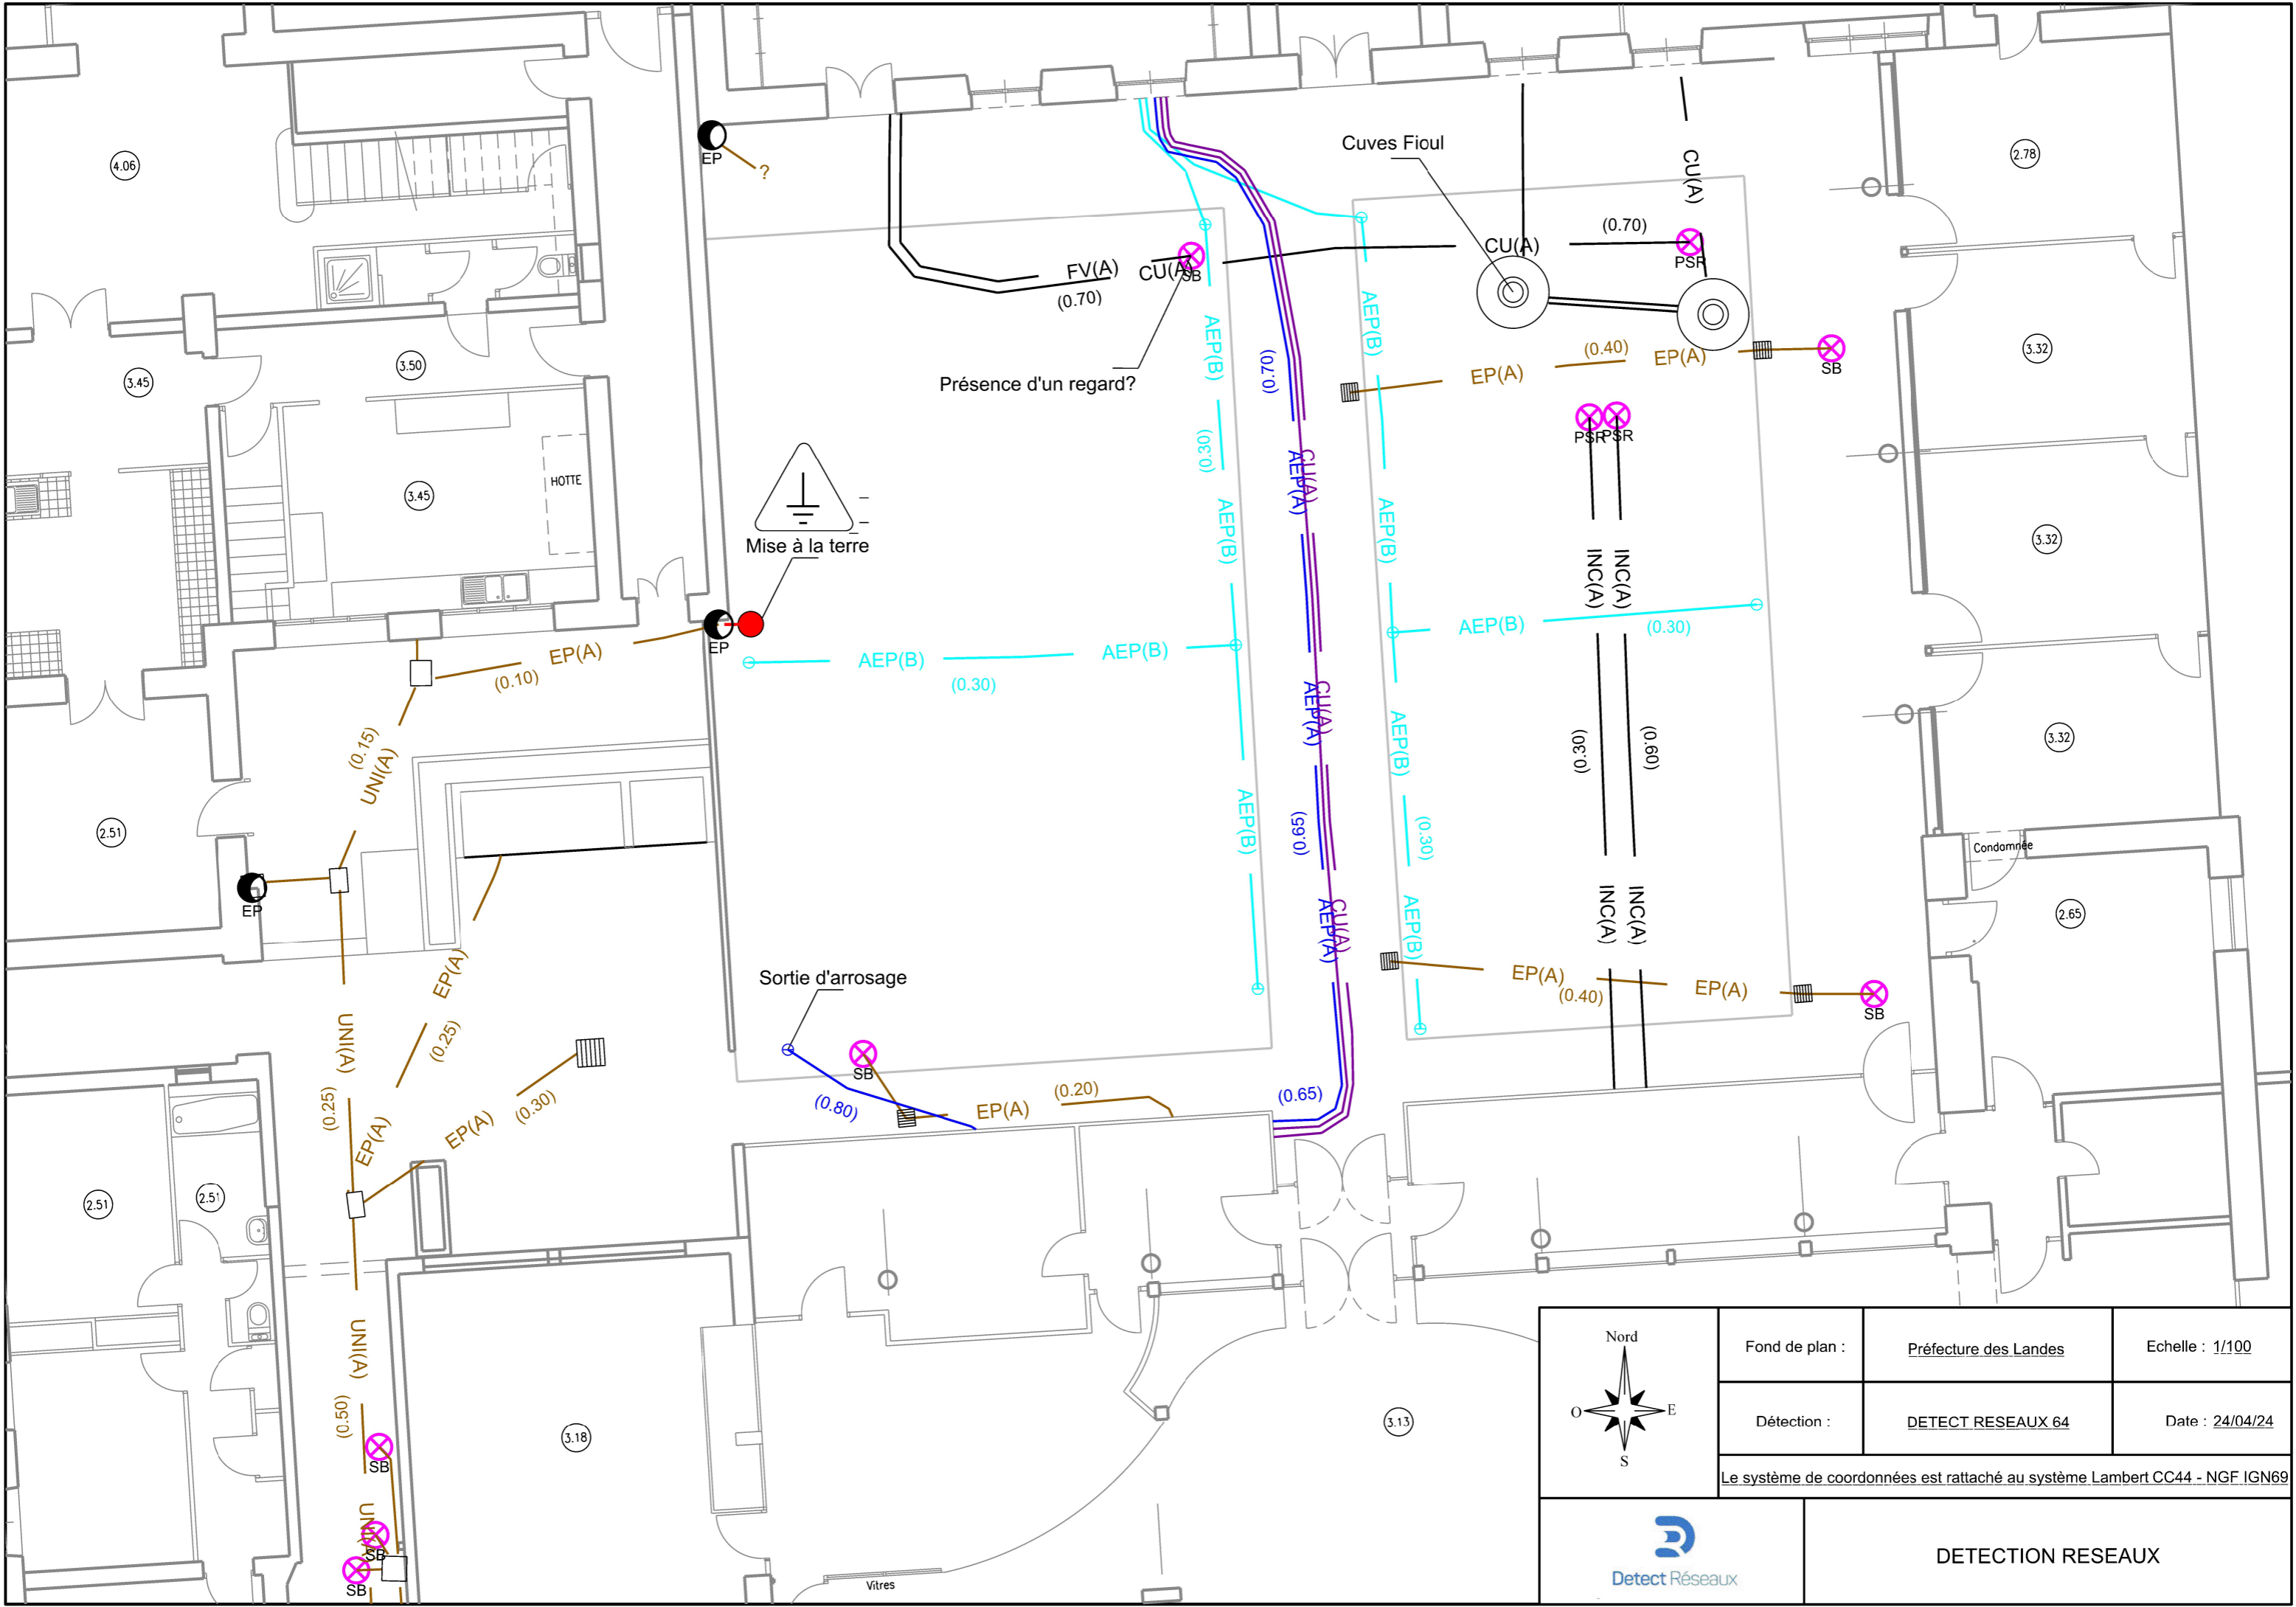 4.06
EP
?
Cuves Fioul
2.78
CU(A)
(0.70)
CU(A)
PSR
FV(A)
CU(A)
SB
(0.70)
AEP(B)
AEP(B)
(0.70)
(0.40)
EP(A)
EP(A)
SB
3.32
3.50
3.45
Présence d'un regard?
PSR
PSR
(0.30)
CU(A)
AEP(A)
HOTTE
3.45
AEP(B)
AEP(B)
Mise à la terre
3.32
INC(A)
INC(A)
EP
EP(A)
(0.10)
AEP(B)
AEP(B)
(0.30)
AEP(B)
(0.30)
CU(A)
AEP(A)
AEP(B)
(0.15)
UNI(A)
(0.30)
(0.60)
3.32
2.51
AEP(B)
(0.65)
(0.30)
Condamnée
EP
CU(A)
AEP(A)
AEP(B)
INC(A)
INC(A)
2.65
EP(A)
Sortie d'arrosage
EP(A)
(0.40)
EP(A)
SB
UNI(A)
(0.25)
SB
(0.25)
EP(A)
EP(A)
(0.30)
(0.80)
EP(A)
(0.20)
(0.65)
2.51
2.51
UNI(A)
(0.50)
SB
3.18
3.13
UNI(A)
SB
SB
Vitres
Nord
O
E
S
Fond de plan :
Préfecture des Landes
Echelle : 1/100
Détection :
DETECT RESEAUX 64
Date : 24/04/24
Le système de coordonnées est rattaché au système Lambert CC44 - NGF IGN69
Detect Réseaux
DETECTION RESEAUX